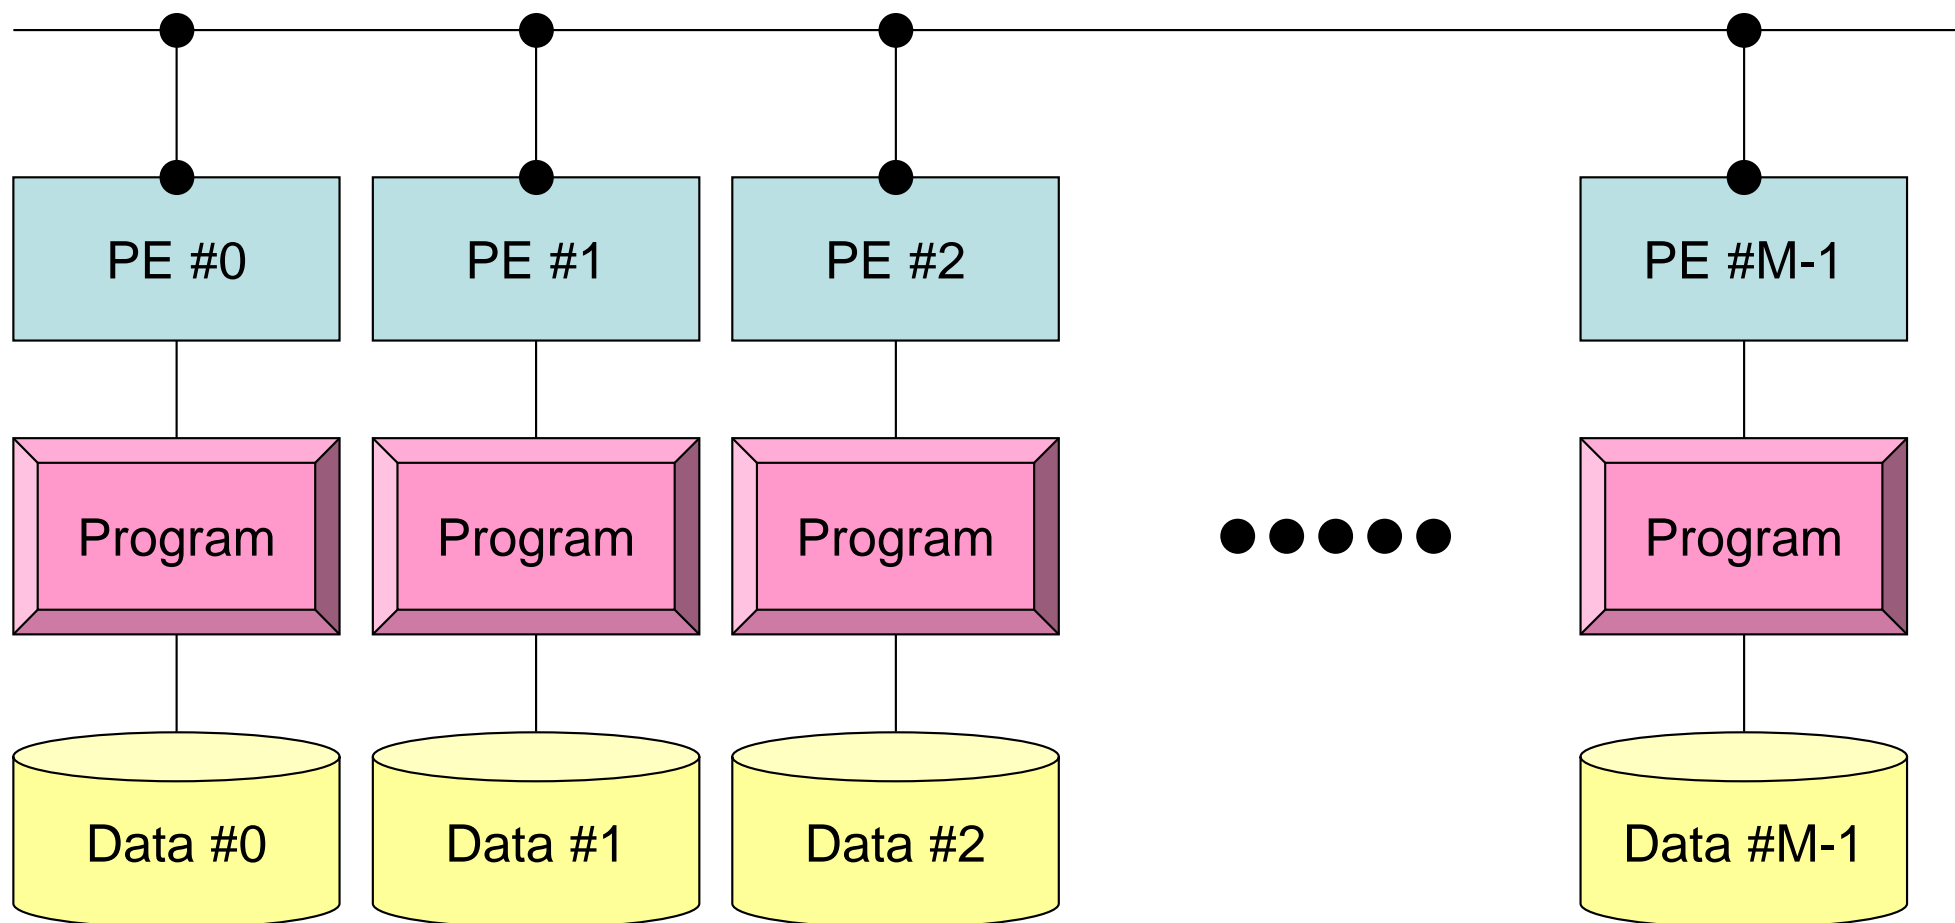 PE #0
PE #1
PE #2
PE #M-1
Program
Program
Program
Program
Data #0
Data #1
Data #2
Data #M-1